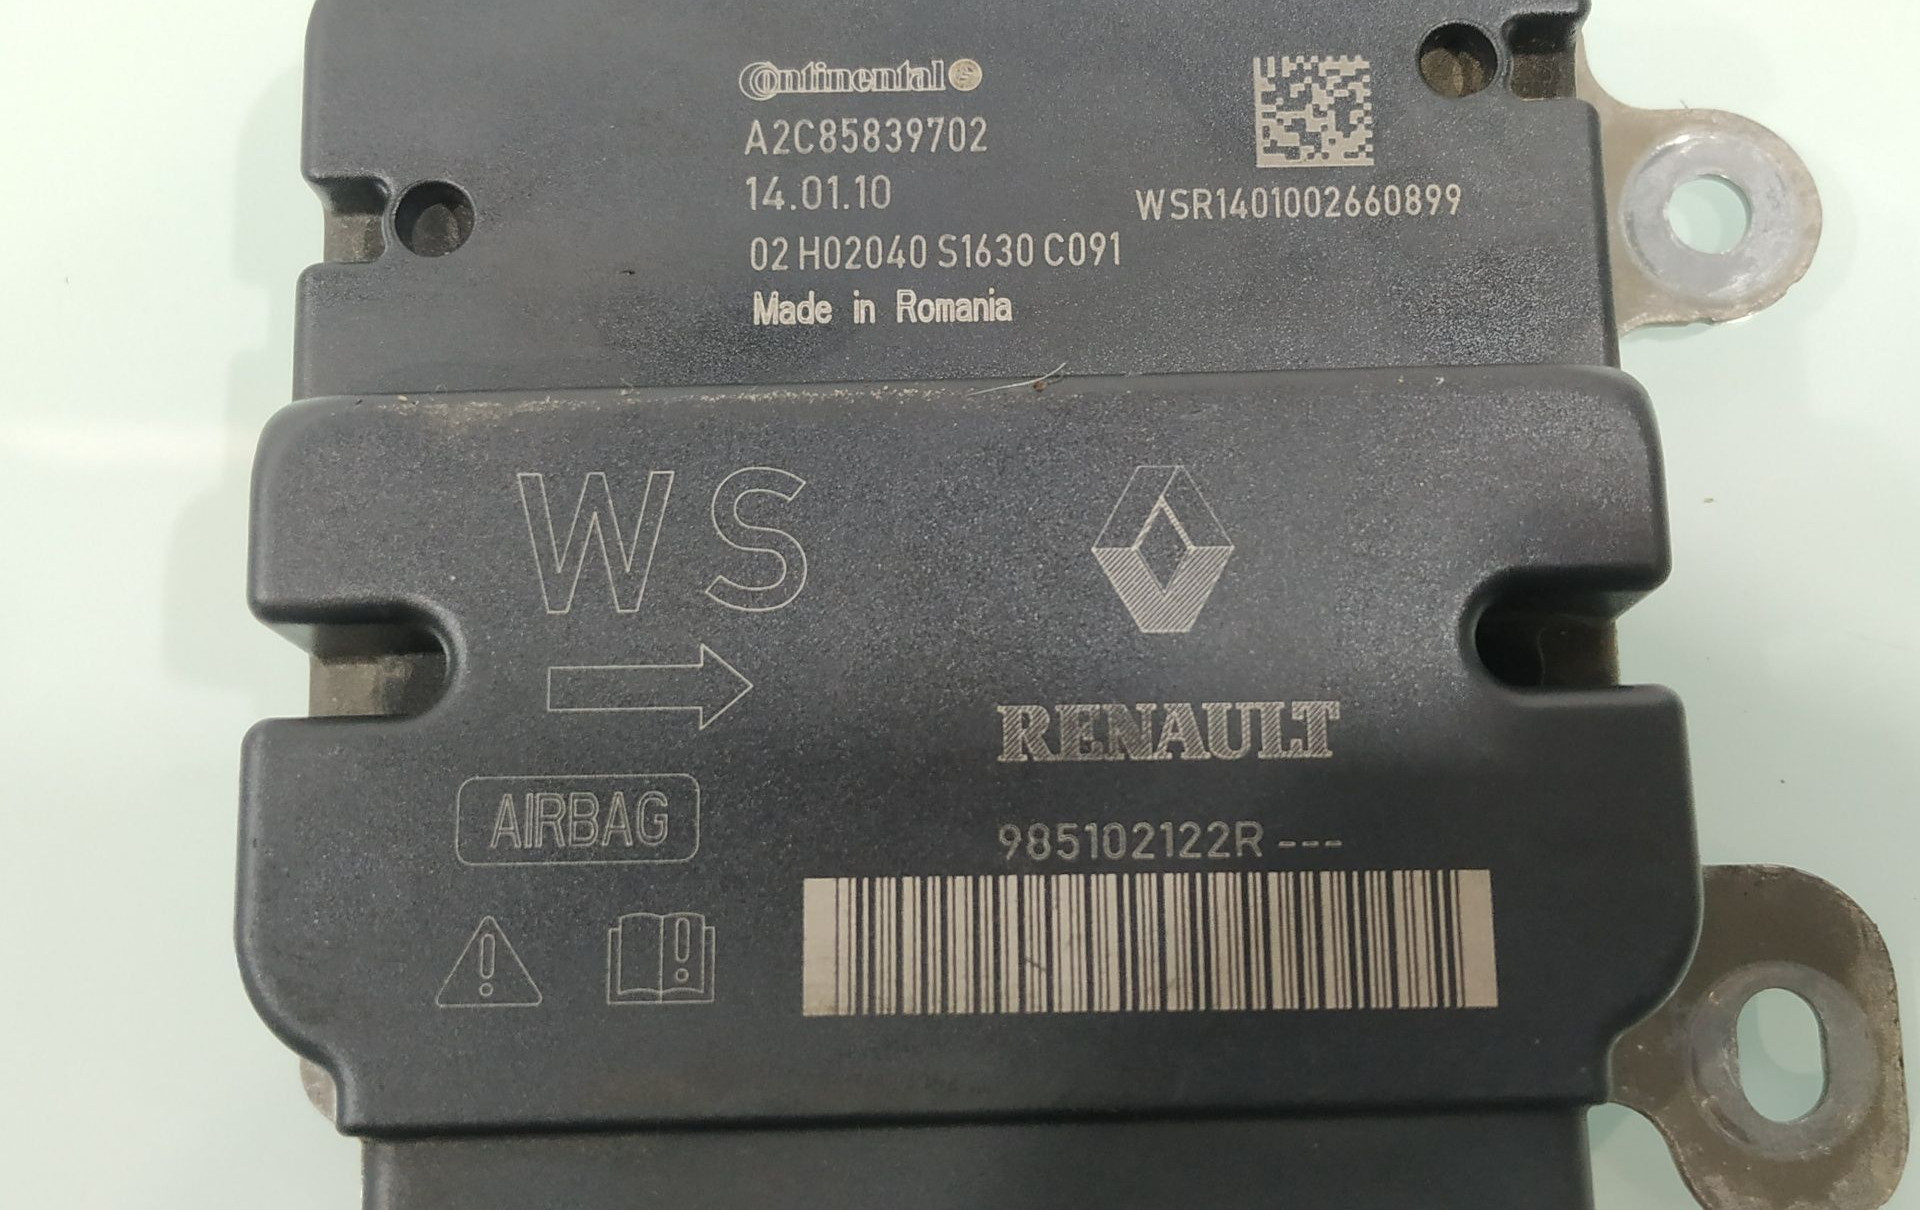 Continental
A2C85839702
14.01.10
WSR1401002660899
02 H02040 S1630 C091
Made in Romania
WS
RENAULT
AIRBAG
985102122R ---